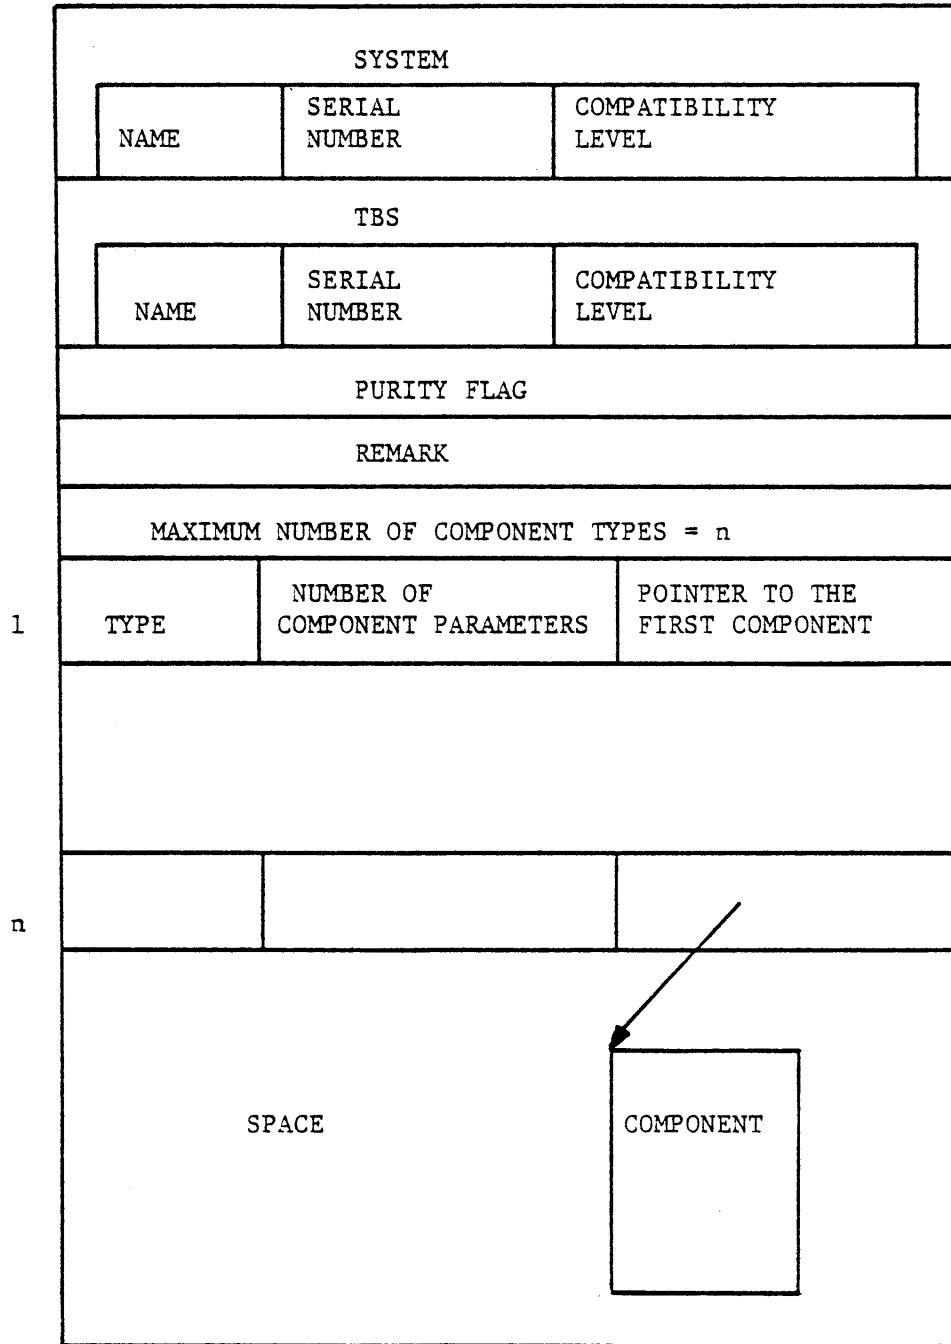 SYSTEM
NAME
SERIAL
NUMBER
COMPATIBILITY
LEVEL
TBS
NAME
SERIAL
NUMBER
COMPATIBILITY
LEVEL
PURITY FLAG
REMARK
MAXIMUM NUMBER OF COMPONENT TYPES = n
1
TYPE
NUMBER OF
COMPONENT PARAMETERS
POINTER TO THE
FIRST COMPONENT
n
SPACE
COMPONENT